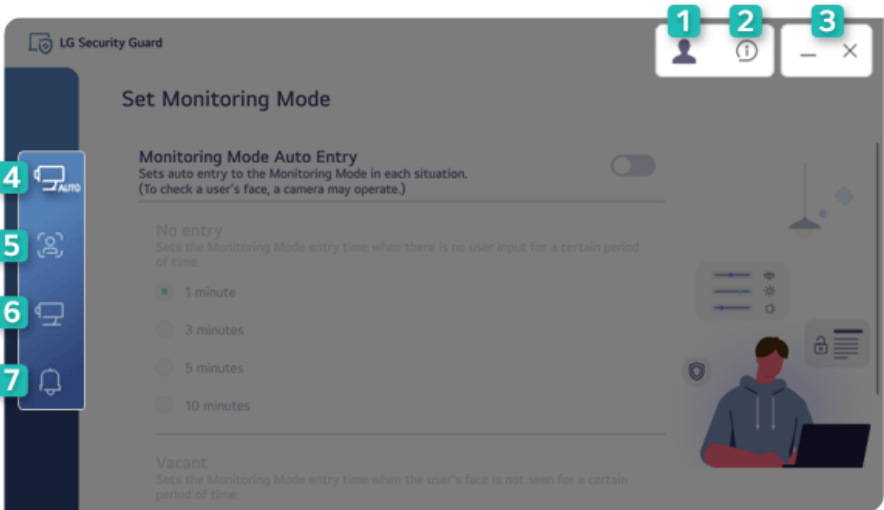 1 2 3
LG Security Guard
Set Monitoring Mode
4 AUTO
Monitoring Mode Auto Entry
Sets auto entry to the Monitoring Mode in each situation.
(To check a user's face, a camera may operate.)
5
No entry
Sets the Monitoring Mode entry time when there is no user input for a certain period
of time.
6
1 minute
3 minutes
7
5 minutes
10 minutes
Vacant
Sets the Monitoring Mode entry time when the user's face is not seen for a certain
period of time.